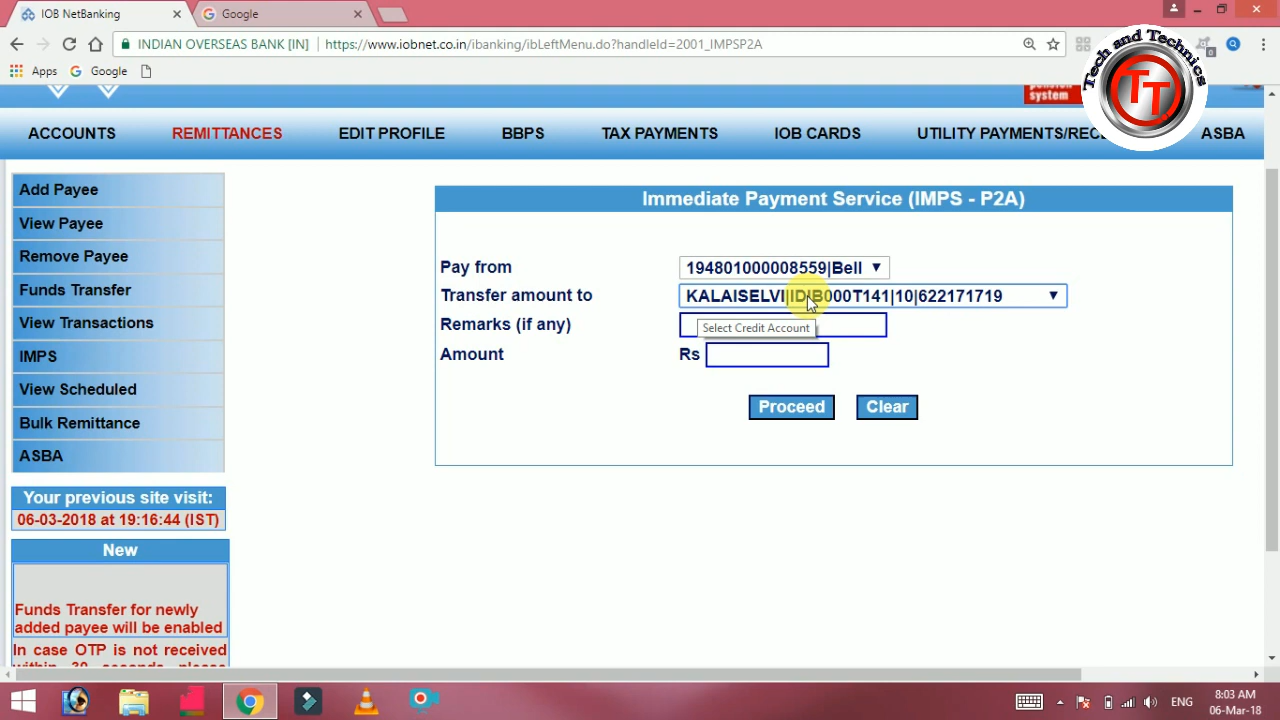 IOB NetBanking
Google
INDIAN OVERSEAS BANK [IN]
https://www.iobnet.co.in/ibanking/ibLeftMenu.do?handleId=2001_IMPSP2A
Apps
Google
Tech and Technics
TT
pension
system
ACCOUNTS
REMITTANCES
EDIT PROFILE
BBPS
TAX PAYMENTS
IOB CARDS
UTILITY PAYMENTS/REC
ASBA
Add Payee
View Payee
Remove Payee
Funds Transfer
View Transactions
IMPS
View Scheduled
Bulk Remittance
ASBA
Your previous site visit:
06-03-2018 at 19:16:44 (IST)
New
Funds Transfer for newly
added payee will be enabled
In case OTP is not received
within 30 seconds please
Immediate Payment Service (IMPS - P2A)
Pay from
194801000008559|Bell
Transfer amount to
KALAISELVI|IDIB000T141|10|622171719
Remarks (if any)
Select Credit Account
Amount
Rs
Proceed
Clear
ENG
8:03 AM
06-Mar-18